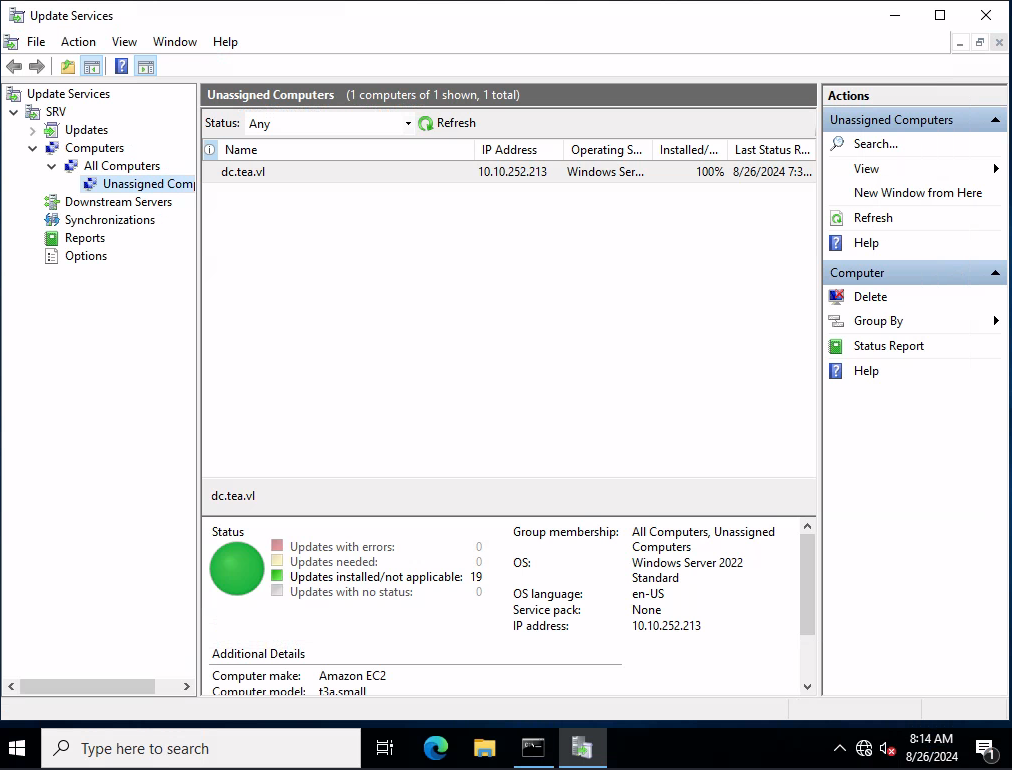 Update Services
File Action View Window Help
Update Services
SRV
Updates
Computers
All Computers
Unassigned Comp
Downstream Servers
Synchronizations
Reports
Options
Unassigned Computers (1 computers of 1 shown, 1 total)
Status: Any Refresh
Name IP Address Operating S... Installed/... Last Status R...
dc.tea.vl 10.10.252.213 Windows Ser... 100% 8/26/2024 7:3...
dc.tea.vl
Status
Updates with errors: 0
Updates needed: 0
Updates installed/not applicable: 19
Updates with no status: 0
Group membership: All Computers, Unassigned
Computers
OS: Windows Server 2022
Standard
OS language: en-US
Service pack: None
IP address: 10.10.252.213
Additional Details
Computer make: Amazon EC2
Computer model: t3a.small
Actions
Unassigned Computers
Search...
View
New Window from Here
Refresh
Help
Computer
Delete
Group By
Status Report
Help
Type here to search
8:14 AM
8/26/2024
1